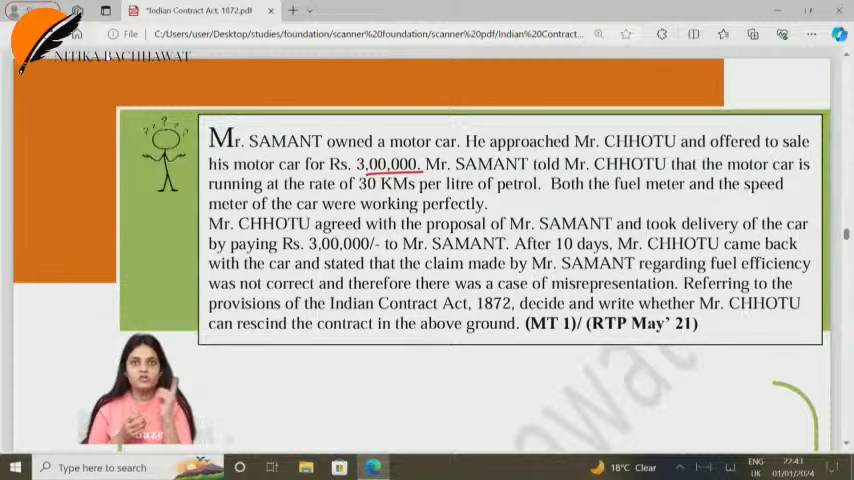 *Indian Contract Act, 1872.pdf
File
C:/Users/user/Desktop/studies/foundation/scanner%20foundation/scanner%20pdf/Indian%20Contract...
NITIKA BACHHAWAT
Mr. SAMANT owned a motor car. He approached Mr. CHHOTU and offered to sale
his motor car for Rs. 3,00,000. Mr. SAMANT told Mr. CHHOTU that the motor car is
running at the rate of 30 KMs per litre of petrol. Both the fuel meter and the speed
meter of the car were working perfectly.
Mr. CHHOTU agreed with the proposal of Mr. SAMANT and took delivery of the car
by paying Rs. 3,00,000/- to Mr. SAMANT. After 10 days, Mr. CHHOTU came back
with the car and stated that the claim made by Mr. SAMANT regarding fuel efficiency
was not correct and therefore there was a case of misrepresentation. Referring to the
provisions of the Indian Contract Act, 1872, decide and write whether Mr. CHHOTU
can rescind the contract in the above ground. (MT 1)/ (RTP May' 21)
Type here to search
18°C Clear
ENG
UK
22:43
01/01/2024